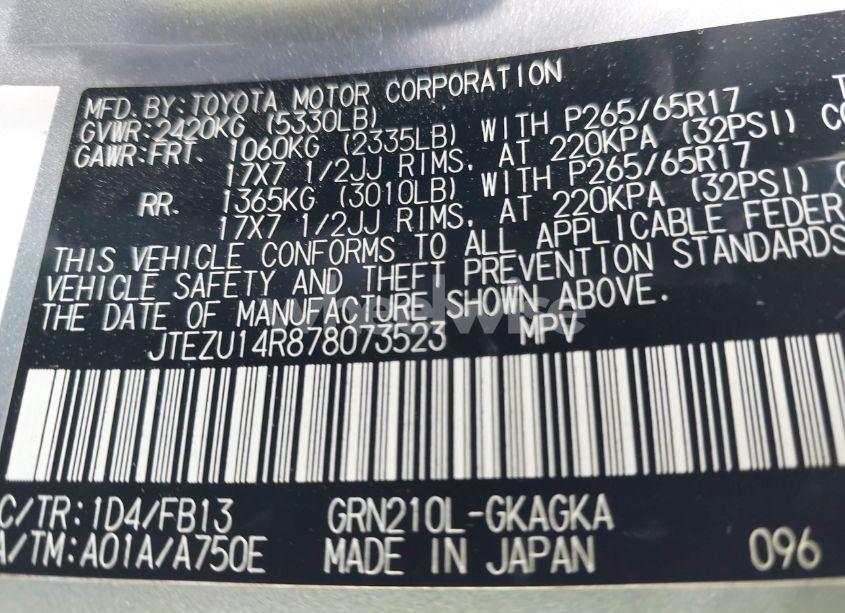 MFD. BY: TOYOTA MOTOR CORPORATION
GVWR: 2420KG (5330LB)
GAWR: FRT. 1060KG (2335LB) WITH P265/65R17
17X7 1/2JJ RIMS, AT 220KPA (32PSI)
RR. 1365KG (3010LB) WITH P265/65R17
17X7 1/2JJ RIMS, AT 220KPA (32PSI)
THIS VEHICLE CONFORMS TO ALL APPLICABLE FEDER
VEHICLE SAFETY AND THEFT PREVENTION STANDARDS
THE DATE OF MANUFACTURE SHOWN ABOVE.
JTEZU14R878073523 MPV
C/TR: 1D4/FB13 GRN210L-GKAGKA
A/TM: A01A/A750E MADE IN JAPAN 096